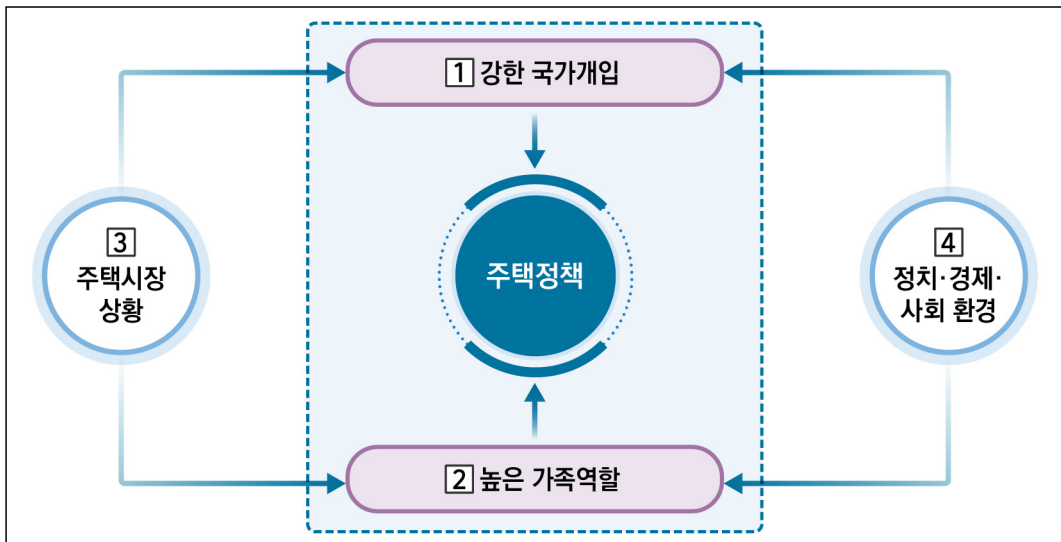 1 강한 국가개입
3
주택시장
상황
주택정책
4
정치·경제·
사회 환경
2 높은 가족역할